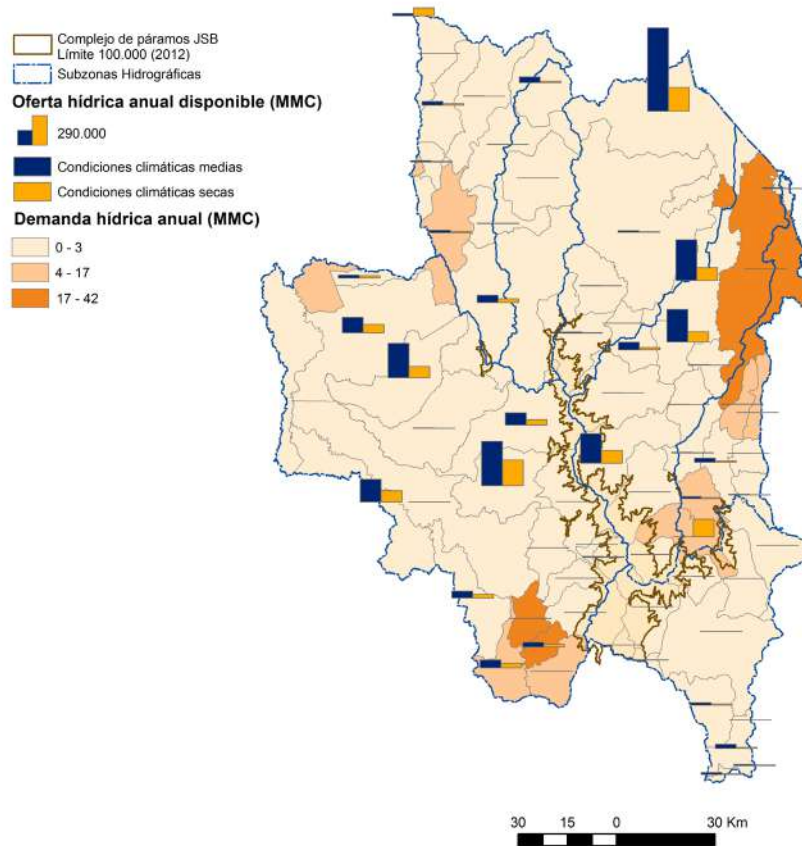 Complejo de páramos JSB
Límite 100.000 (2012)
Subzonas Hidrográficas
Oferta hídrica anual disponible (MMC)
290.000
Condiciones climáticas medias
Condiciones climáticas secas
Demanda hídrica anual (MMC)
0 - 3
4 - 17
17 - 42
30 15 0 30 Km